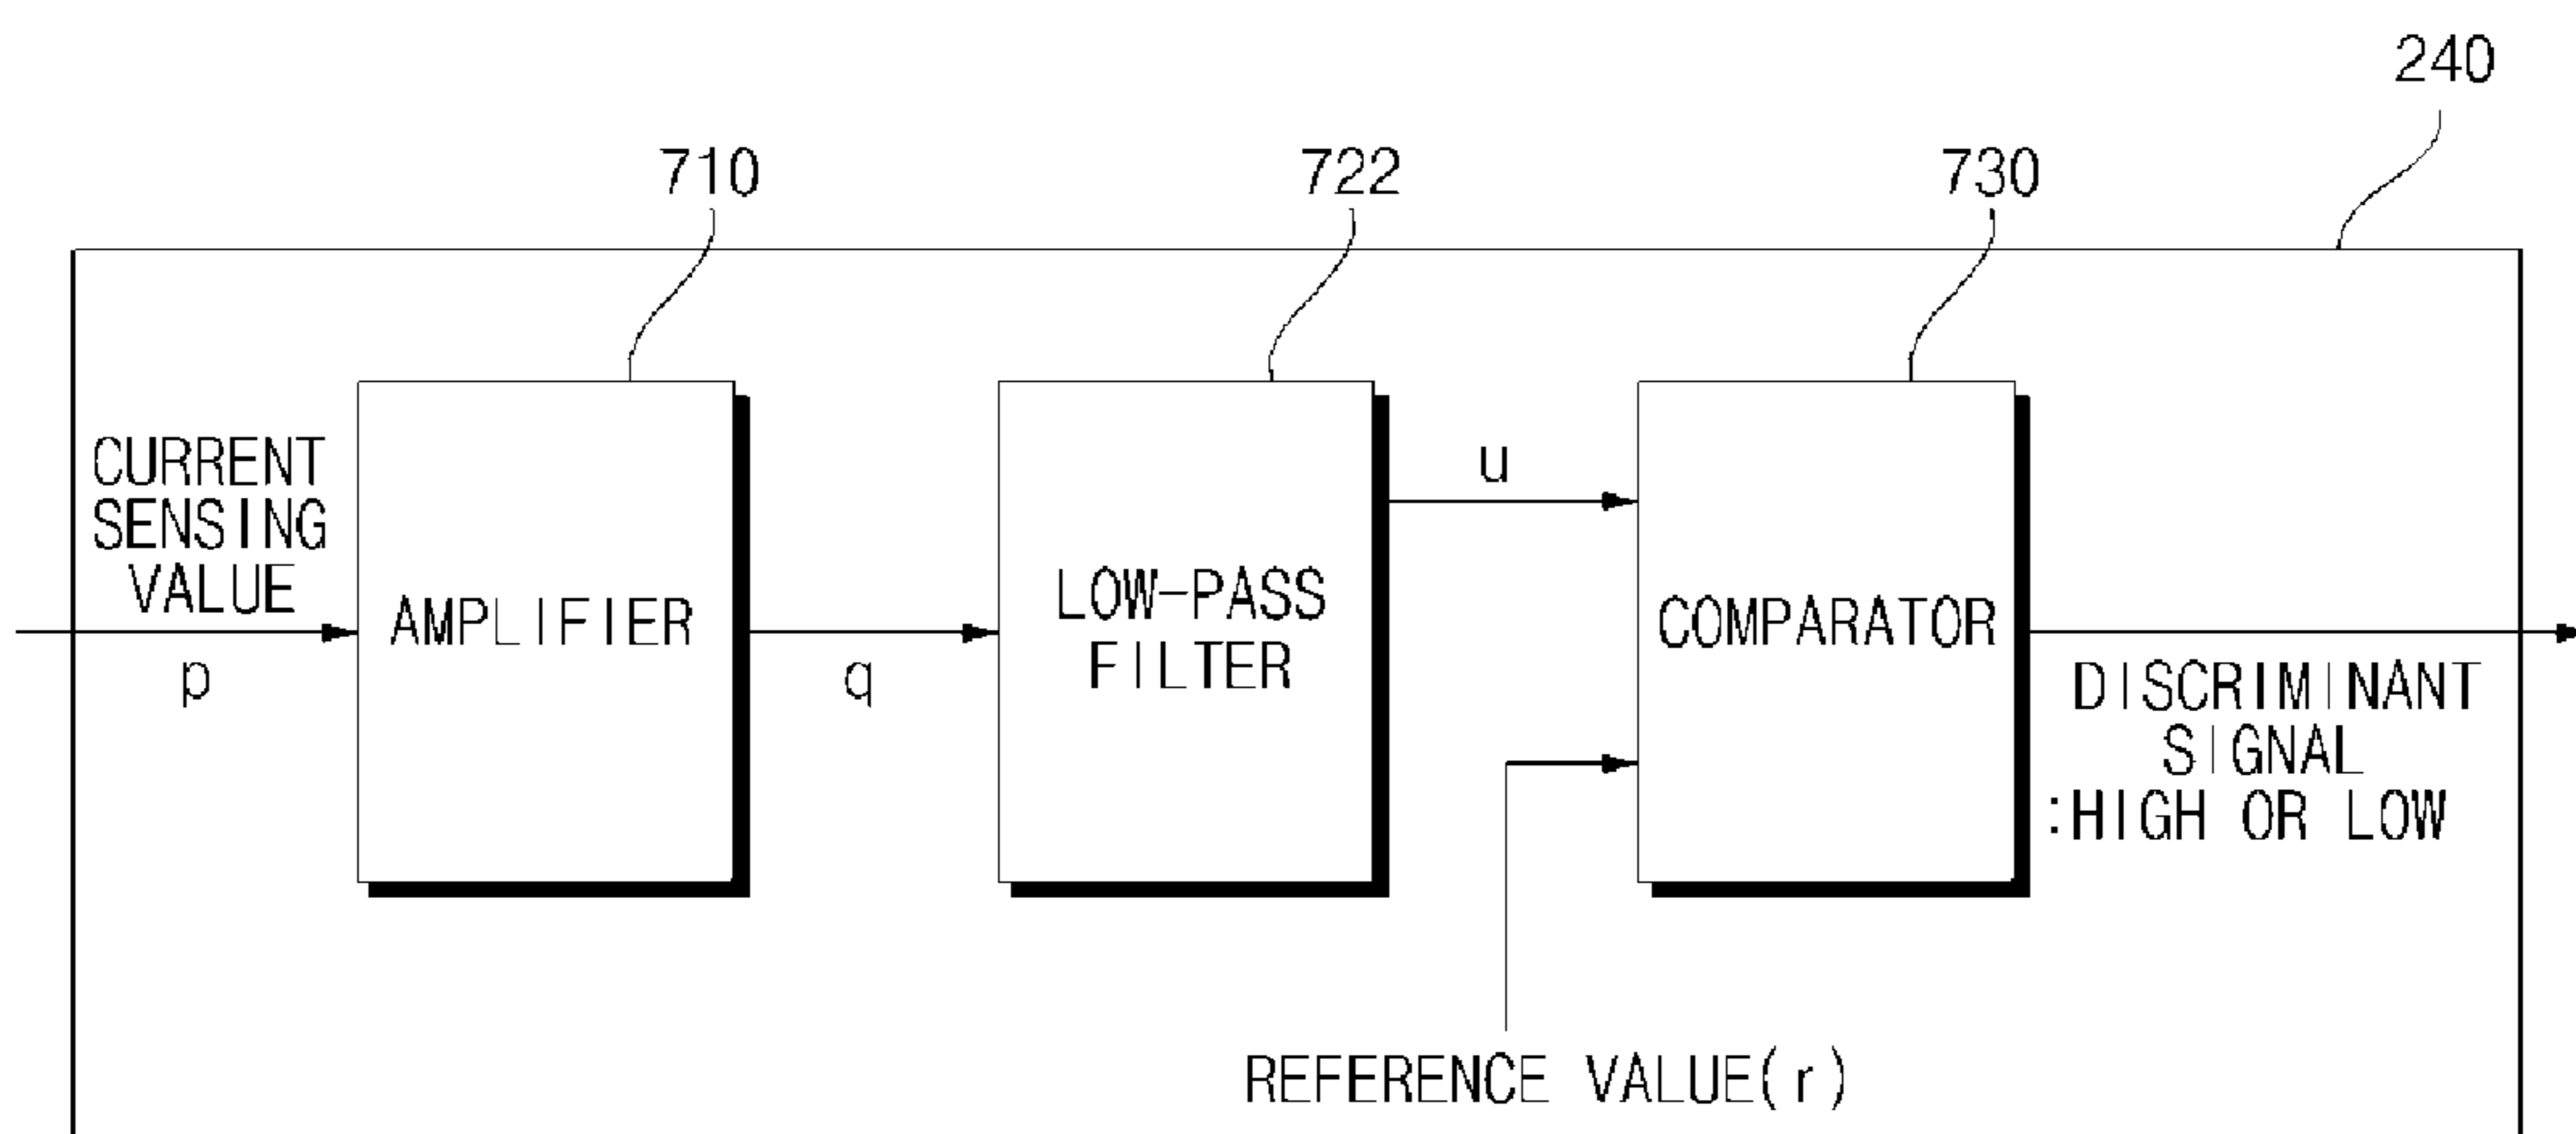 240
710
722
730
CURRENT
SENSING
VALUE
p
AMPLIFIER
q
LOW-PASS
FILTER
u
COMPARATOR
DISCRIMINANT
SIGNAL
:HIGH OR LOW
REFERENCE VALUE(r)